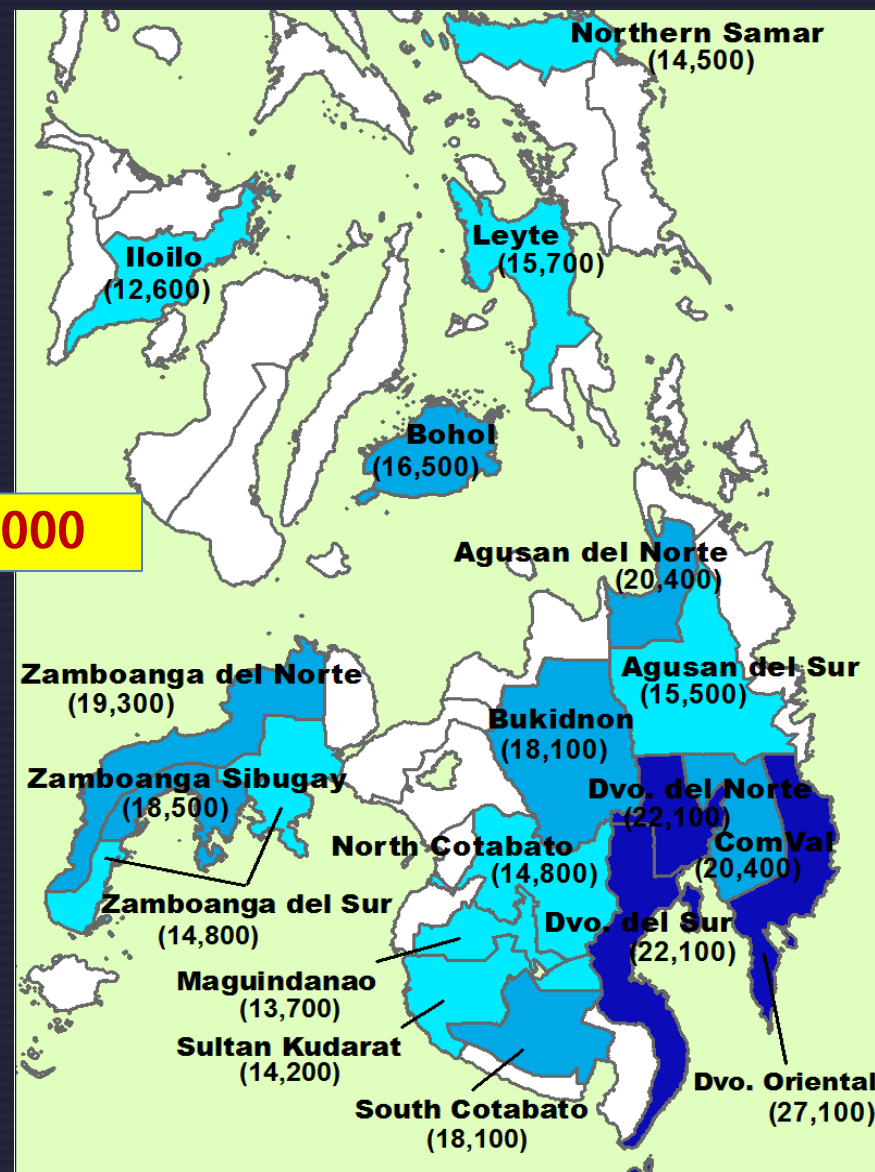 Northern Samar
(14,500)
Leyte
(15,700)
Iloilo
(12,600)
Bohol
(16,500)
000
Agusan del Norte
(20,400)
Zamboanga del Norte
(19,300)
Agusan del Sur
(15,500)
Bukidnon
(18,100)
Zamboanga Sibugay
(18,500)
Dvo. del Norte
(22,100)
ComVal
(20,400)
North Cotabato
(14,800)
Zamboanga del Sur
(14,800)
Dvo. del Sur
(22,100)
Maguindanao
(13,700)
Sultan Kudarat
(14,200)
Dvo. Oriental
(27,100)
South Cotabato
(18,100)